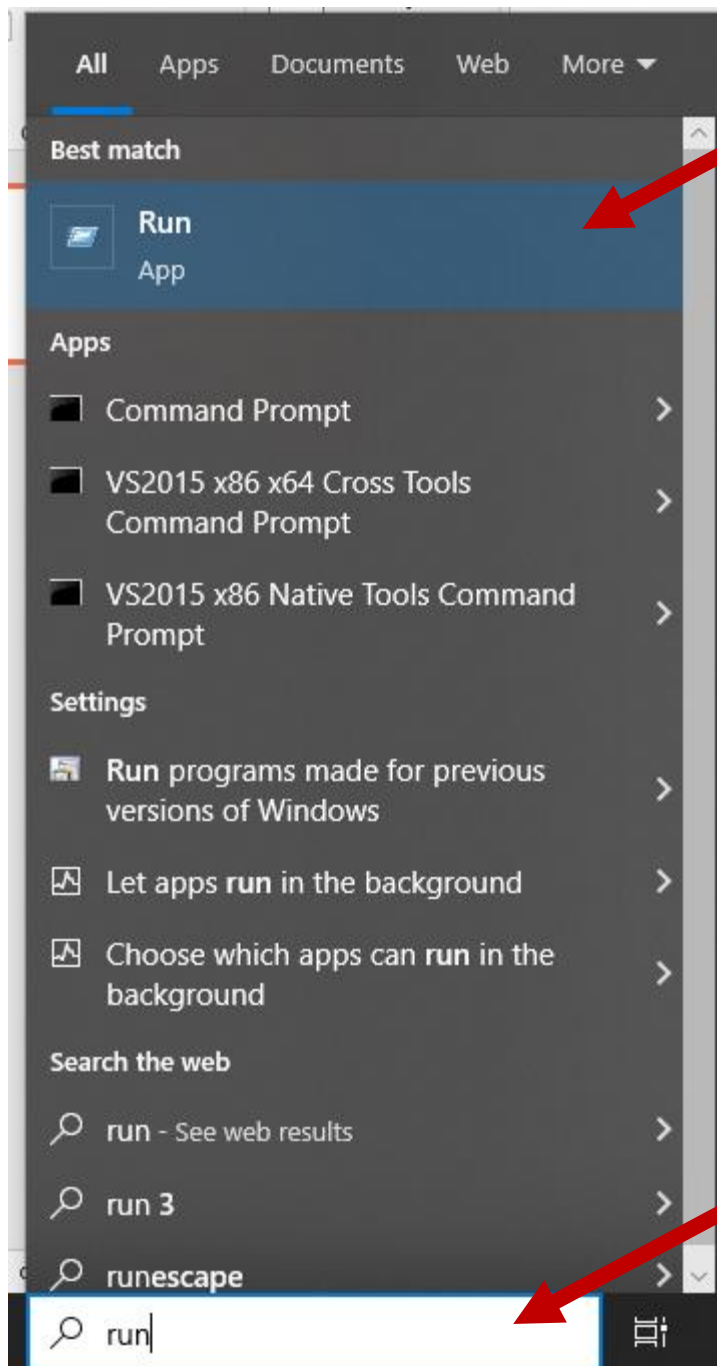 All Apps Documents Web More
Best match
Run
App
Apps
Command Prompt
VS2015 x86 x64 Cross Tools
Command Prompt
VS2015 x86 Native Tools Command
Prompt
Settings
Run programs made for previous
versions of Windows
Let apps run in the background
Choose which apps can run in the
background
Search the web
run - See web results
run 3
runescape
run